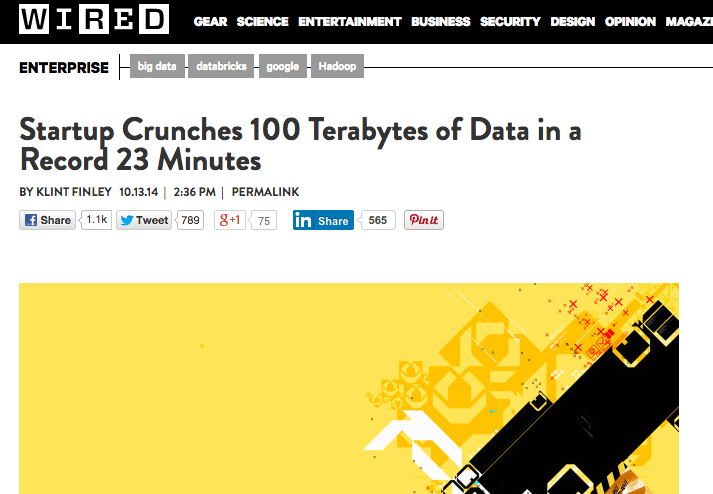 WIRED GEAR SCIENCE ENTERTAINMENT BUSINESS SECURITY DESIGN OPINION MAGAZ
ENTERPRISE big data databricks google Hadoop
Startup Crunches 100 Terabytes of Data in a
Record 23 Minutes
BY KLINT FINLEY 10.13.14 | 2:36 PM | PERMALINK
Share 1.1k Tweet 789 g+1 75 in Share 565 Pinit